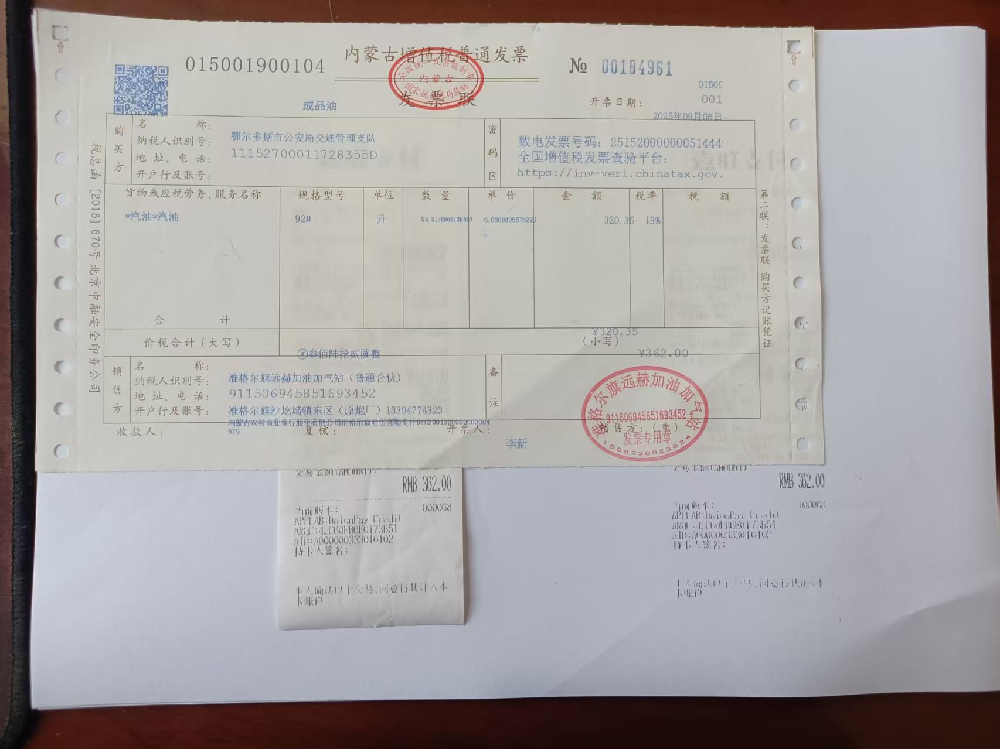 015001900104
内蒙古增值税普通发票
发票联
№ 00184961
01500
001
成品油
开票日期:
2025年09月06日
全国统一发票监制章
内蒙古
国家税务总局监制
购买方
名 称:
纳税人识别号:
地 址、电 话:
开户行及账号:
鄂尔多斯市公安局交通管理支队
11152700011728355D
密码区
数电发票号码: 25152000000051444
全国增值税发票查验平台:
https://inv-veri.chinatax.gov.
货物或应税劳务、服务名称 规格型号 单位 数 量 单 价 金 额 税率 税 额
*汽油*汽油 92# 升 53.3136966126657 6.0088495575221 320.35 13%
合 计
¥320.35
价税合计(大写)
(小写)
ⓧ叁佰陆拾贰圆整
¥362.00
销售方
名 称:
纳税人识别号:
地 址、电 话:
开户行及账号:
准格尔旗远赫加油加气站(普通合伙)
911506945851693452
准格尔旗沙圪堵镇东区(原炮厂)13394774323
内蒙古农村商业银行股份有限公司准格尔旗哈岱高勒支行8402001220000000004
579
备注
收款人:
复核:
开票人:
李新
销售方:(章)
准格尔旗远赫加油加气站
911506945851693452
发票专用章
1506220023824
税总函〔2018〕670号 北京中融安全印务公司
第二联:发票联 购买方记账凭证
交易金额(AMOUNT):
RMB 362.00
当前版本: 000068
APPLAB:UnionPay Credit
ARQC:42C60FB6E0173B51
AID:A000000333010102
持卡人签名:
本人确认以上交易,同意将其计入本
卡账户
交易金额(AMOUNT):
RMB 362.00
当前版本: 000068
APPLAB:UnionPay Credit
ARQC:42C60FB6E0173B51
AID:A000000333010102
持卡人签名:
本人确认以上交易,同意将其计入本
卡账户